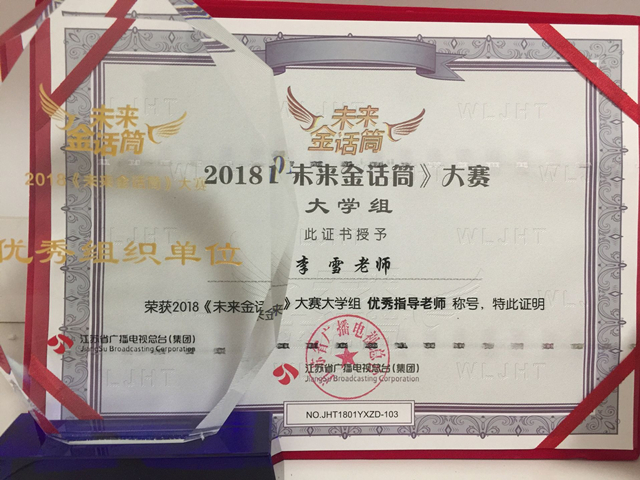 未来
金话筒
2018《未来金话筒》大赛
优秀组织单位
江苏省广播电视总台(集团)
JiangSu Broadcasting Corporation
WLJHT
WLJHT
未来
金话筒
2018《未来金话筒》大赛
大学组
此证书授予
WLJHT
李雪老师
荣获2018《未来金话筒》大赛大学组 优秀指导老师 称号，特此证明
江苏省广播电视总台(集团)
JiangSu Broadcasting Corporation
NO.JHT1801YXZD-103